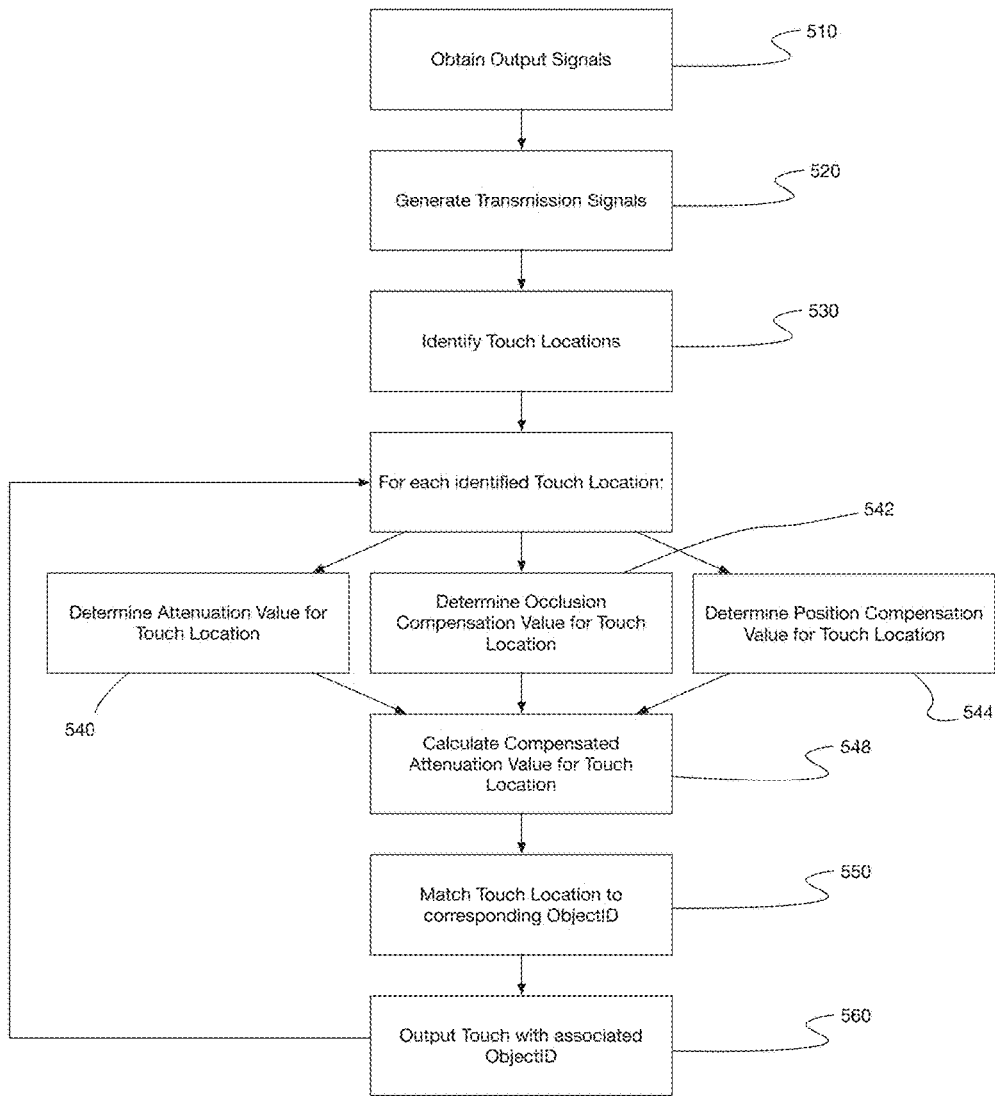 Obtain Output Signals
510
Generate Transmission Signals
520
Identify Touch Locations
530
For each identified Touch Location:
542
Determine Attenuation Value for
Touch Location
540
Determine Occlusion
Compensation Value for Touch
Location
Determine Position Compensation
Value for Touch Location
544
Calculate Compensated
Attenuation Value for Touch
Location
548
Match Touch Location to
corresponding ObjectID
550
Output Touch with associated
ObjectID
560